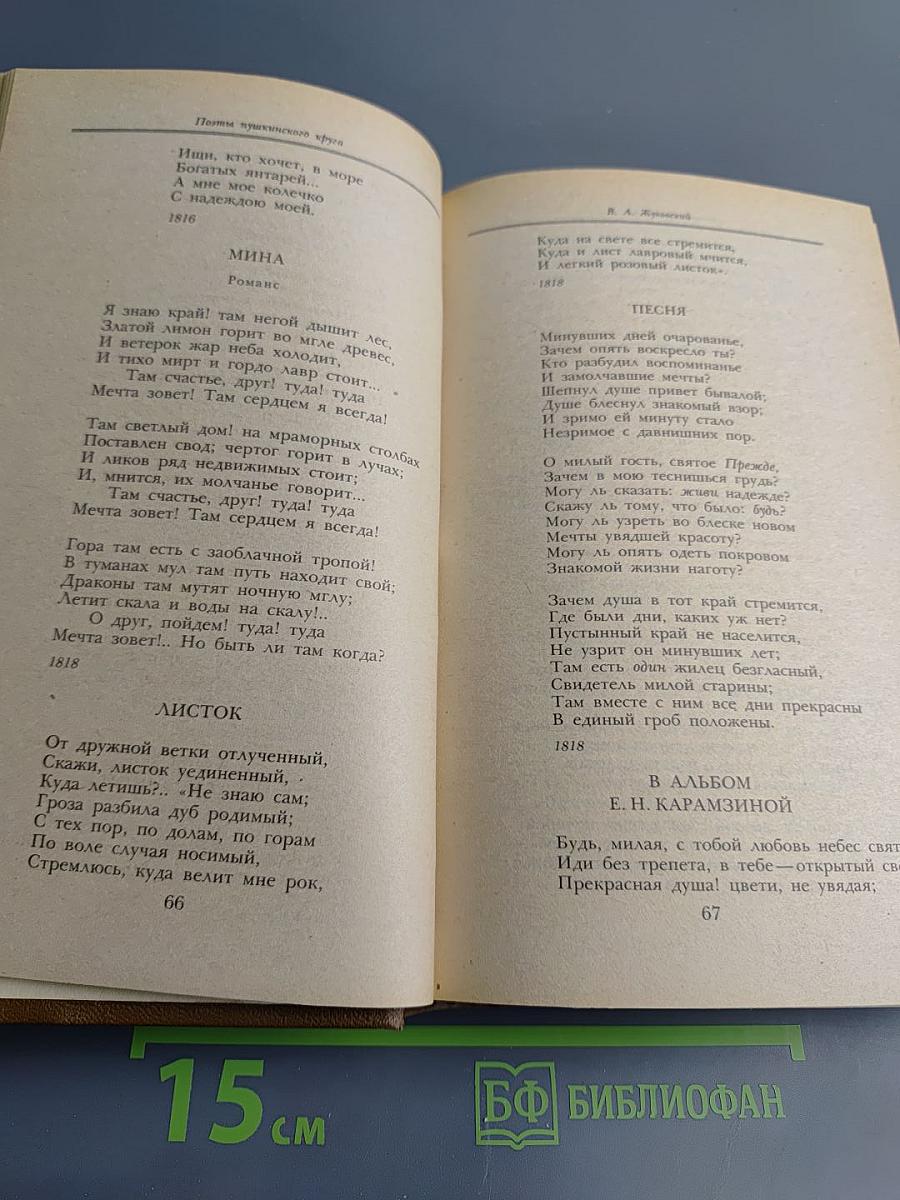 Поэты пушкинского круга
Ищи, кто хочет, в море
Богатых янтарей...
А мне мое колечко
С надеждою моей.
1816
МИНА
Романс
Я знаю край! там негой дышит лес,
Златой лимон горит во мгле древес,
И ветерок жар неба холодит,
И тихо мирт и гордо лавр стоит...
Там счастье, друг! туда! туда
Мечта зовет! Там сердцем я всегда!
Там светлый дом! на мраморных столбах
Поставлен свод; чертог горит в лучах;
И ликов ряд недвижимых стоит;
И, мнится, их молчанье говорит...
Там счастье, друг! туда! туда
Мечта зовет! Там сердцем я всегда!
Гора там есть с заоблачной тропой!
В туманах мул там путь находит свой;
Драконы там мутят ночную мглу;
Летит скала и воды на скалу!..
О друг, пойдем! туда! туда
Мечта зовет!.. Но быть ли там когда?
1818
ЛИСТОК
От дружной ветки отлученный,
Скажи, листок уединенный,
Куда летишь?.. «Не знаю сам;
Гроза разбила дуб родимый;
С тех пор, по долам, по горам
По воле случая носимый,
Стремлюсь, куда велит мне рок,
66
В. А. Жуковский
Куда на свете все стремится,
Куда и лист лавровый мчится,
И легкий розовый листок».
1818
ПЕСНЯ
Минувших дней очарованье,
Зачем опять воскресло ты?
Кто разбудил воспоминанье
И замолчавшие мечты?
Шепнул душе привет бывалой;
Душе блеснул знакомый взор;
И зримо ей минуту стало
Незримое с давнишних пор.
О милый гость, святое Прежде,
Зачем в мою теснишься грудь?
Могу ль сказать: живи надежде?
Скажу ль тому, что было: будь?
Могу ль узреть во блеске новом
Мечты увядшей красоту?
Могу ль опять одеть покровом
Знакомой жизни наготу?
Зачем душа в тот край стремится,
Где были дни, каких уж нет?
Пустынный край не населится,
Не узрит он минувших лет;
Там есть один жилец безгласный,
Свидетель милой старины;
Там вместе с ним все дни прекрасны
В единый гроб положены.
1818
В АЛЬБОМ
Е. Н. КАРАМЗИНОЙ
Будь, милая, с тобой любовь небес свят
Иди без трепета, в тебе — открытый све
Прекрасная душа! цвети, не увядая;
67
15 см
БФ БИБЛИОФАН